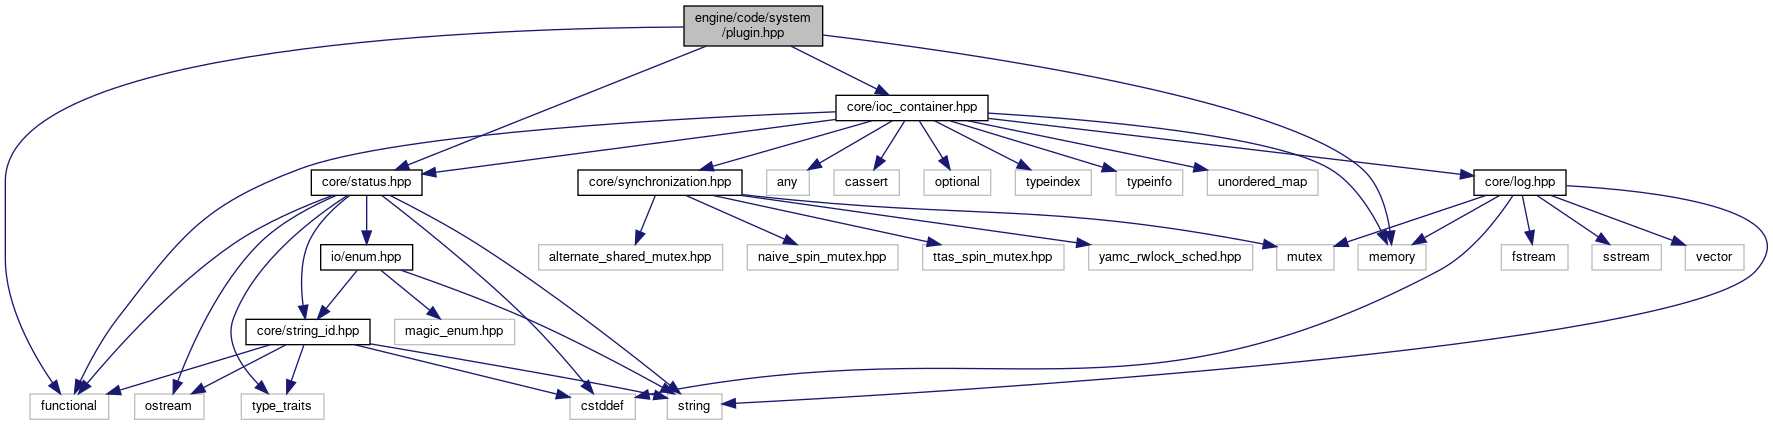 engine/code/system
/plugin.hpp
core/ioc_container.hpp
core/status.hpp
core/synchronization.hpp
any
cassert
optional
typeindex
typeinfo
unordered_map
core/log.hpp
io/enum.hpp
alternate_shared_mutex.hpp
naive_spin_mutex.hpp
ttas_spin_mutex.hpp
yamc_rwlock_sched.hpp
mutex
memory
fstream
sstream
vector
core/string_id.hpp
magic_enum.hpp
functional
ostream
type_traits
cstddef
string